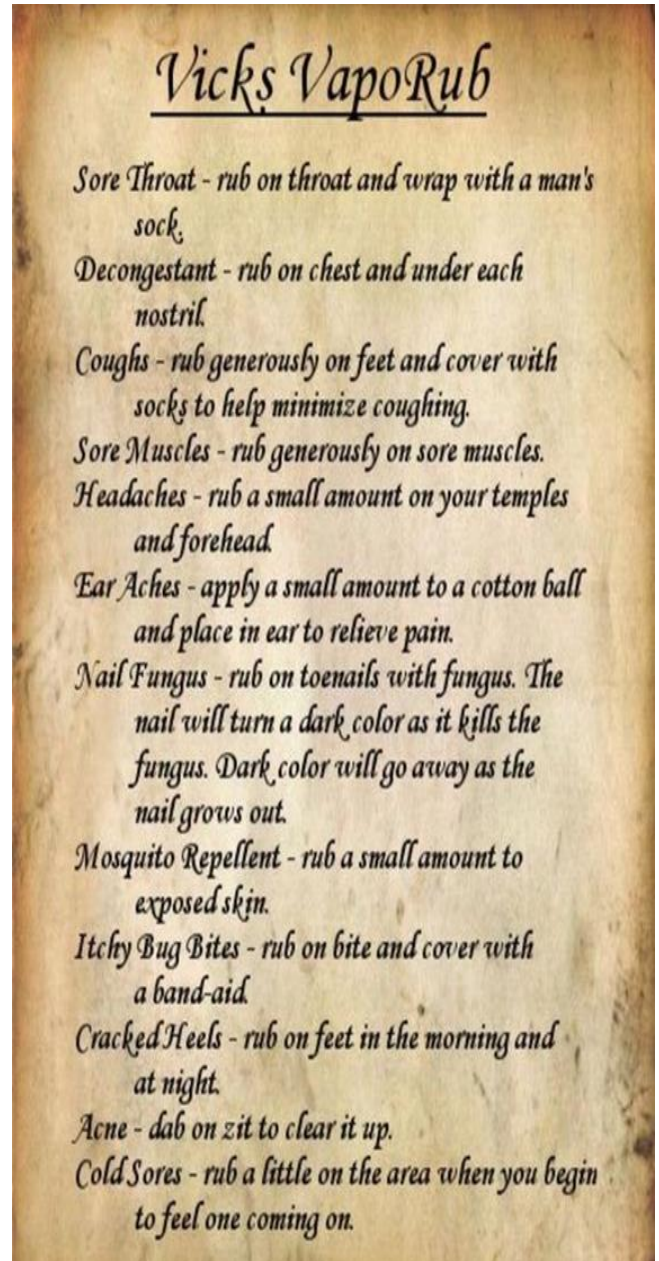 Vicks VapoRub
Sore Throat - rub on throat and wrap with a man's
sock.
Decongestant - rub on chest and under each
nostril.
Coughs - rub generously on feet and cover with
socks to help minimize coughing.
Sore Muscles - rub generously on sore muscles.
Headaches - rub a small amount on your temples
and forehead.
Ear Aches - apply a small amount to a cotton ball
and place in ear to relieve pain.
Nail Fungus - rub on toenails with fungus. The
nail will turn a dark color as it kills the
fungus. Dark color will go away as the
nail grows out.
Mosquito Repellent - rub a small amount to
exposed skin.
Itchy Bug Bites - rub on bite and cover with
a band-aid.
Cracked Heels - rub on feet in the morning and
at night.
Acne - dab on zit to clear it up.
Cold Sores - rub a little on the area when you begin
to feel one coming on.